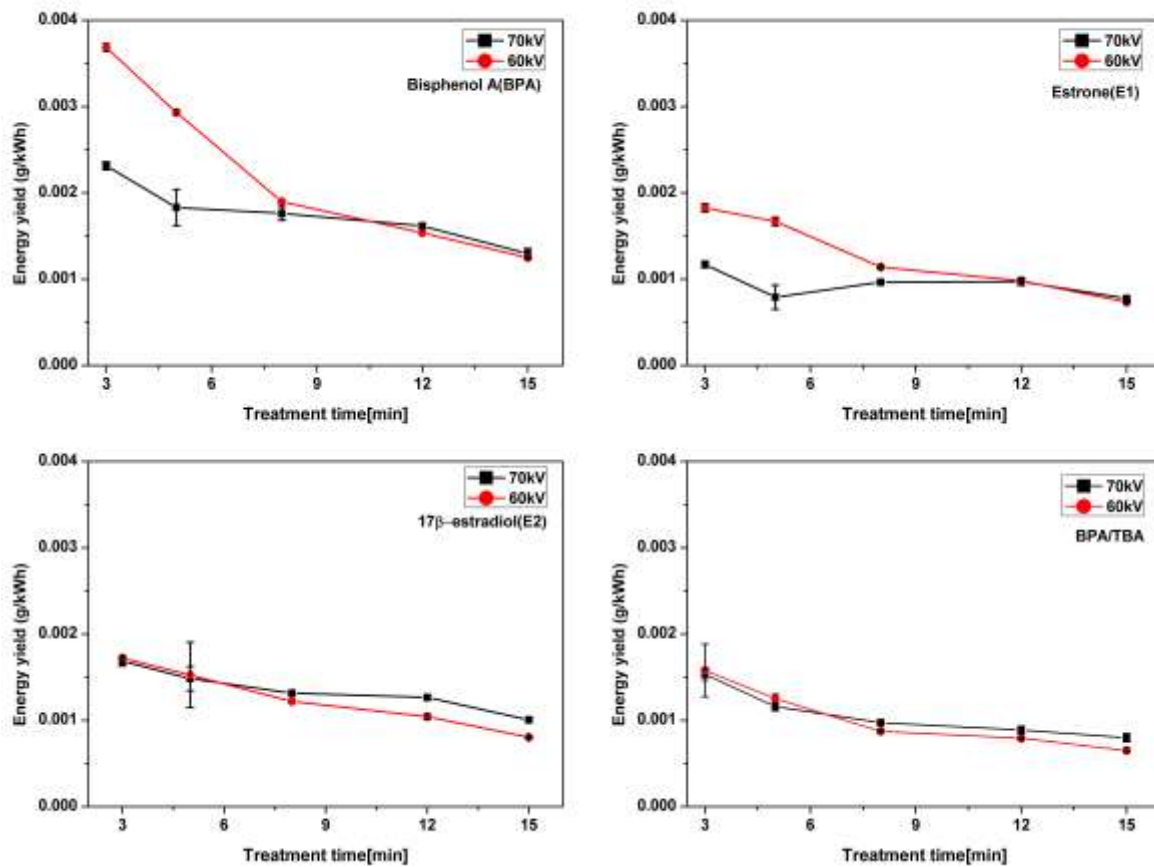 0.004
0.003
0.002
0.001
0.000
Energy yield (g/kWh)
70kV
60kV
Bisphenol A(BPA)
3 6 9 12 15
Treatment time[min]
0.004
0.003
0.002
0.001
0.000
Energy yield (g/kWh)
70kV
60kV
Estrone(E1)
3 6 9 12 15
Treatment time[min]
0.004
0.003
0.002
0.001
0.000
Energy yield (g/kWh)
70kV
60kV
17β-estradiol(E2)
3 6 9 12 15
Treatment time[min]
0.004
0.003
0.002
0.001
0.000
Energy yield (g/kWh)
70kV
60kV
BPA/TBA
3 6 9 12 15
Treatment time[min]